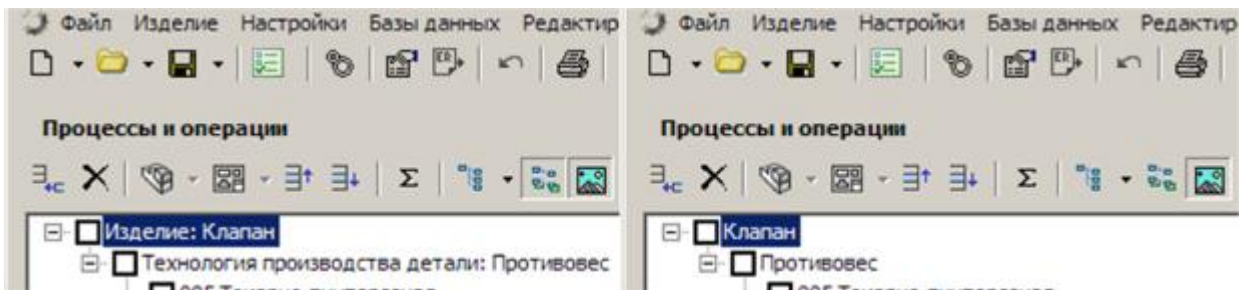 Файл Изделие Настройки Базы данных Редактир
Процессы и операции
Σ
Изделие: Клапан
Технология производства детали: Противовес
Файл Изделие Настройки Базы данных Редактир
Процессы и операции
Σ
Клапан
Противовес